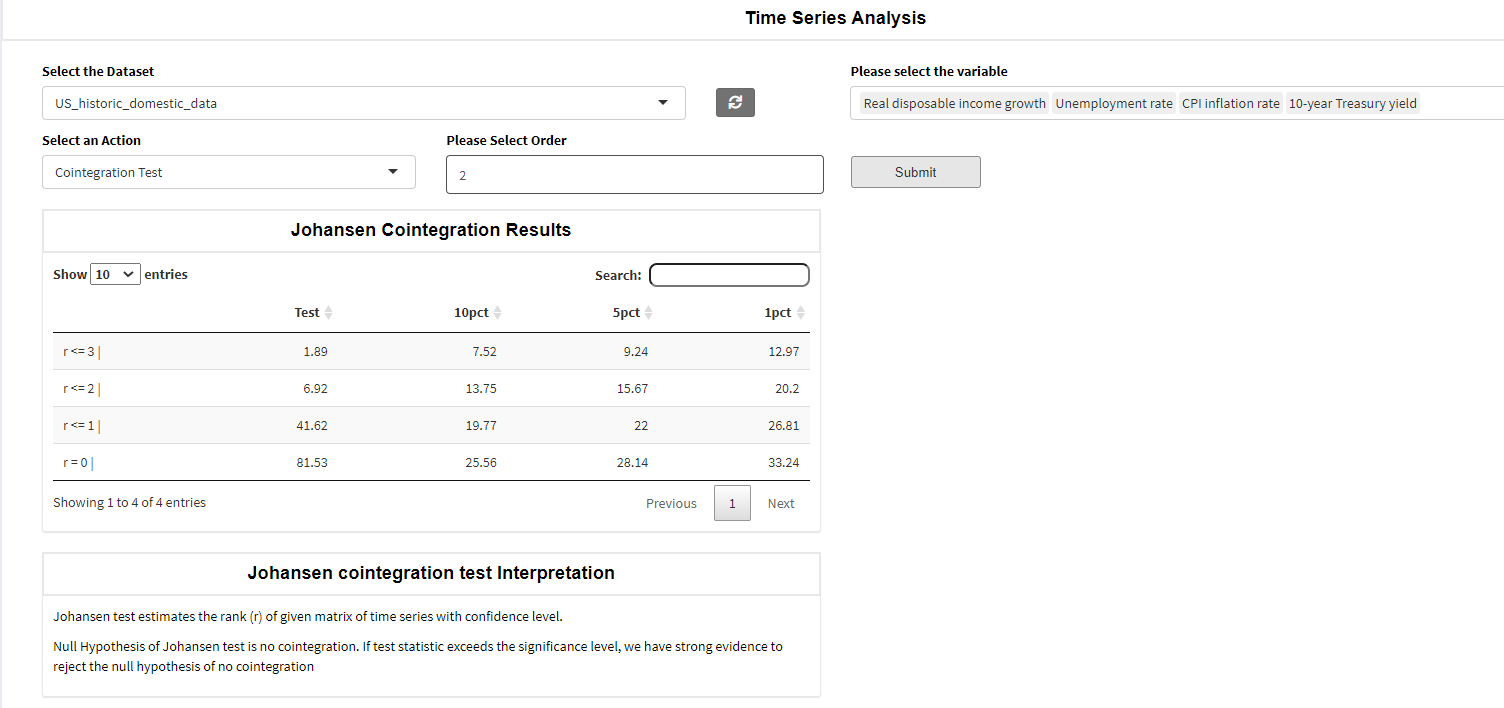 Time Series Analysis
Select the Dataset
Please select the variable
US_historic_domestic_data
Real disposable income growth Unemployment rate CPI inflation rate 10-year Treasury yield
Select an Action
Please Select Order
Cointegration Test
2
Submit
Johansen Cointegration Results
Show 10 entries
Search:
Test 10pct 5pct 1pct
r <= 3 | 1.89 7.52 9.24 12.97
r <= 2 | 6.92 13.75 15.67 20.2
r <= 1 | 41.62 19.77 22 26.81
r = 0 | 81.53 25.56 28.14 33.24
Showing 1 to 4 of 4 entries
Previous 1 Next
Johansen cointegration test Interpretation
Johansen test estimates the rank (r) of given matrix of time series with confidence level.
Null Hypothesis of Johansen test is no cointegration. If test statistic exceeds the significance level, we have strong evidence to
reject the null hypothesis of no cointegration